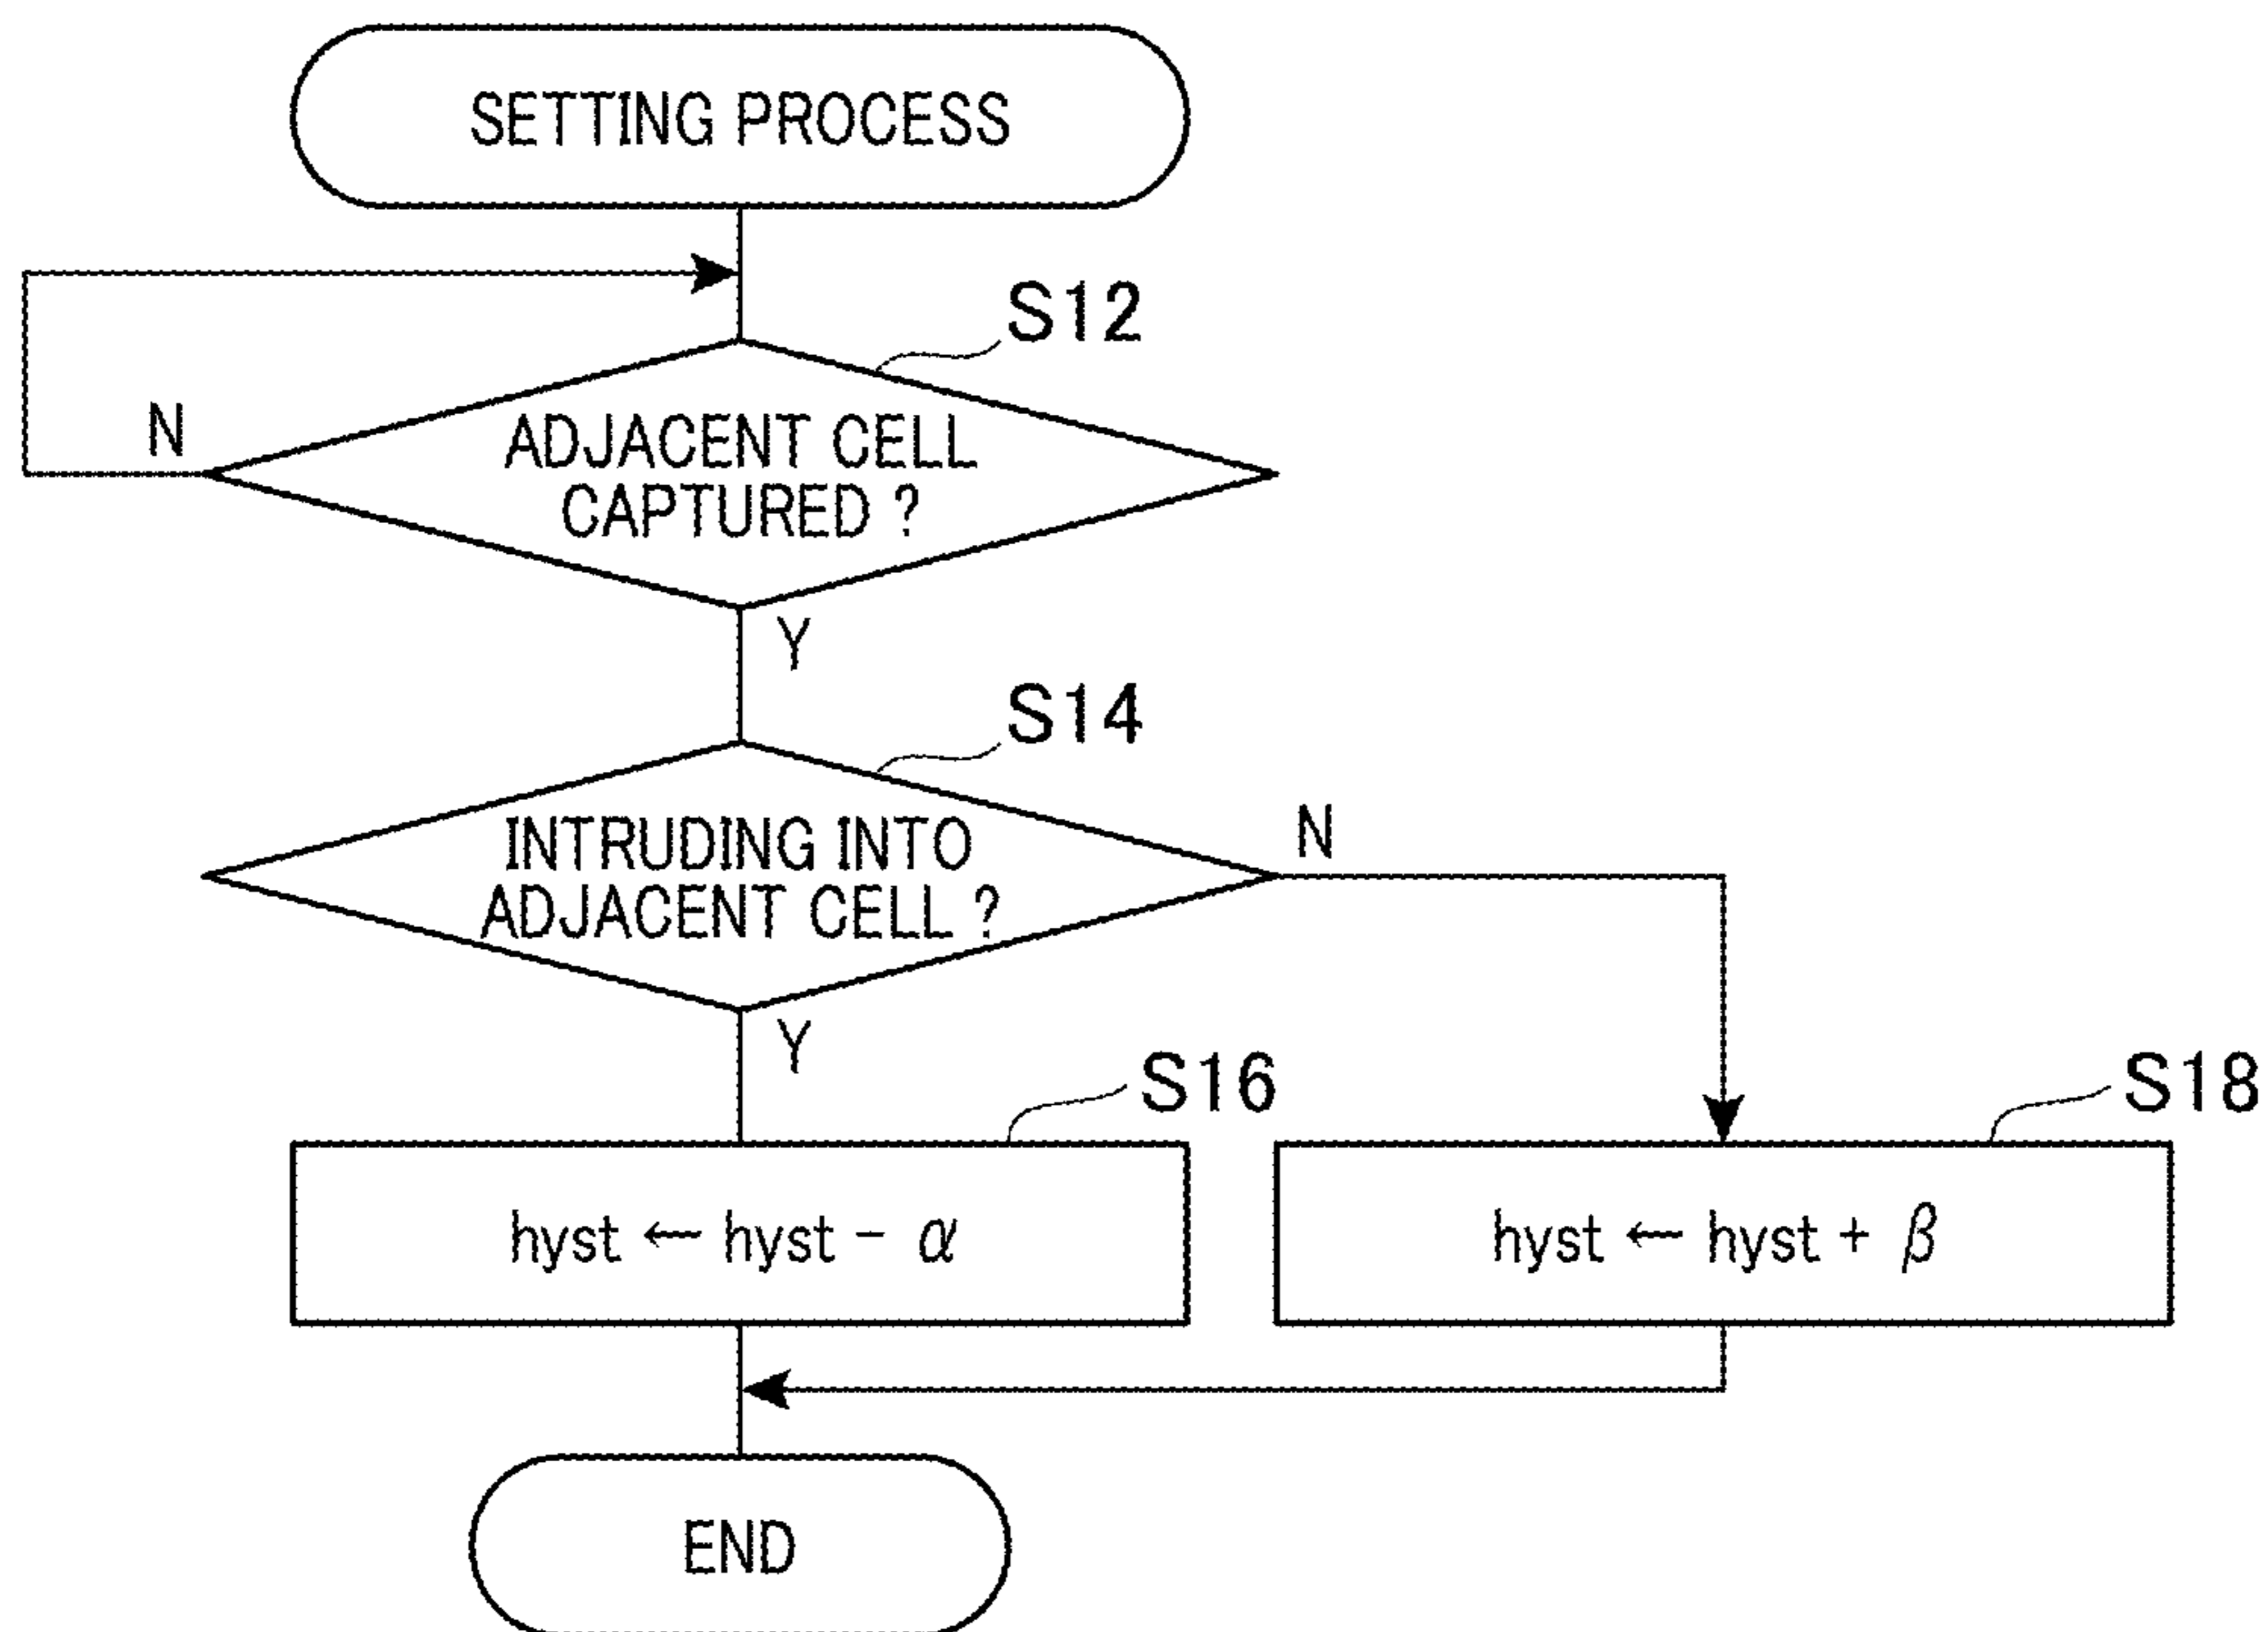 SETTING PROCESS
S12
N
ADJACENT CELL
CAPTURED ?
Y
S14
N
INTRUDING INTO
ADJACENT CELL ?
Y
S16
S18
hyst ← hyst − α
hyst ← hyst + β
END